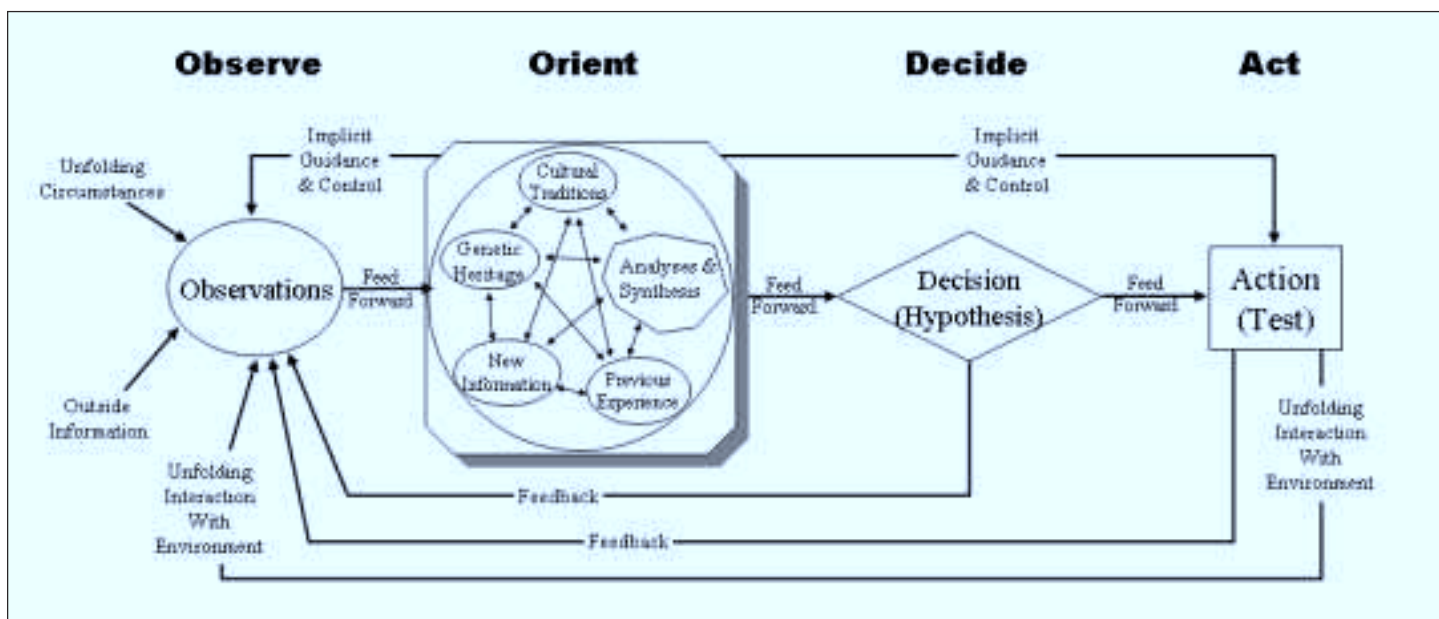 Observe
Orient
Decide
Act
Implicit
Guidance
& Control
Implicit
Guidance
& Control
Unfolding
Circumstances
Cultural
Traditions
Genetic
Heritage
Analyses &
Synthesis
Observations
Feed
Forward
Feed
Forward
Decision
(Hypothesis)
Feed
Forward
Action
(Test)
New
Information
Previous
Experience
Outside
Information
Unfolding
Interaction
With
Environment
Unfolding
Interaction
With
Environment
Feedback
Feedback